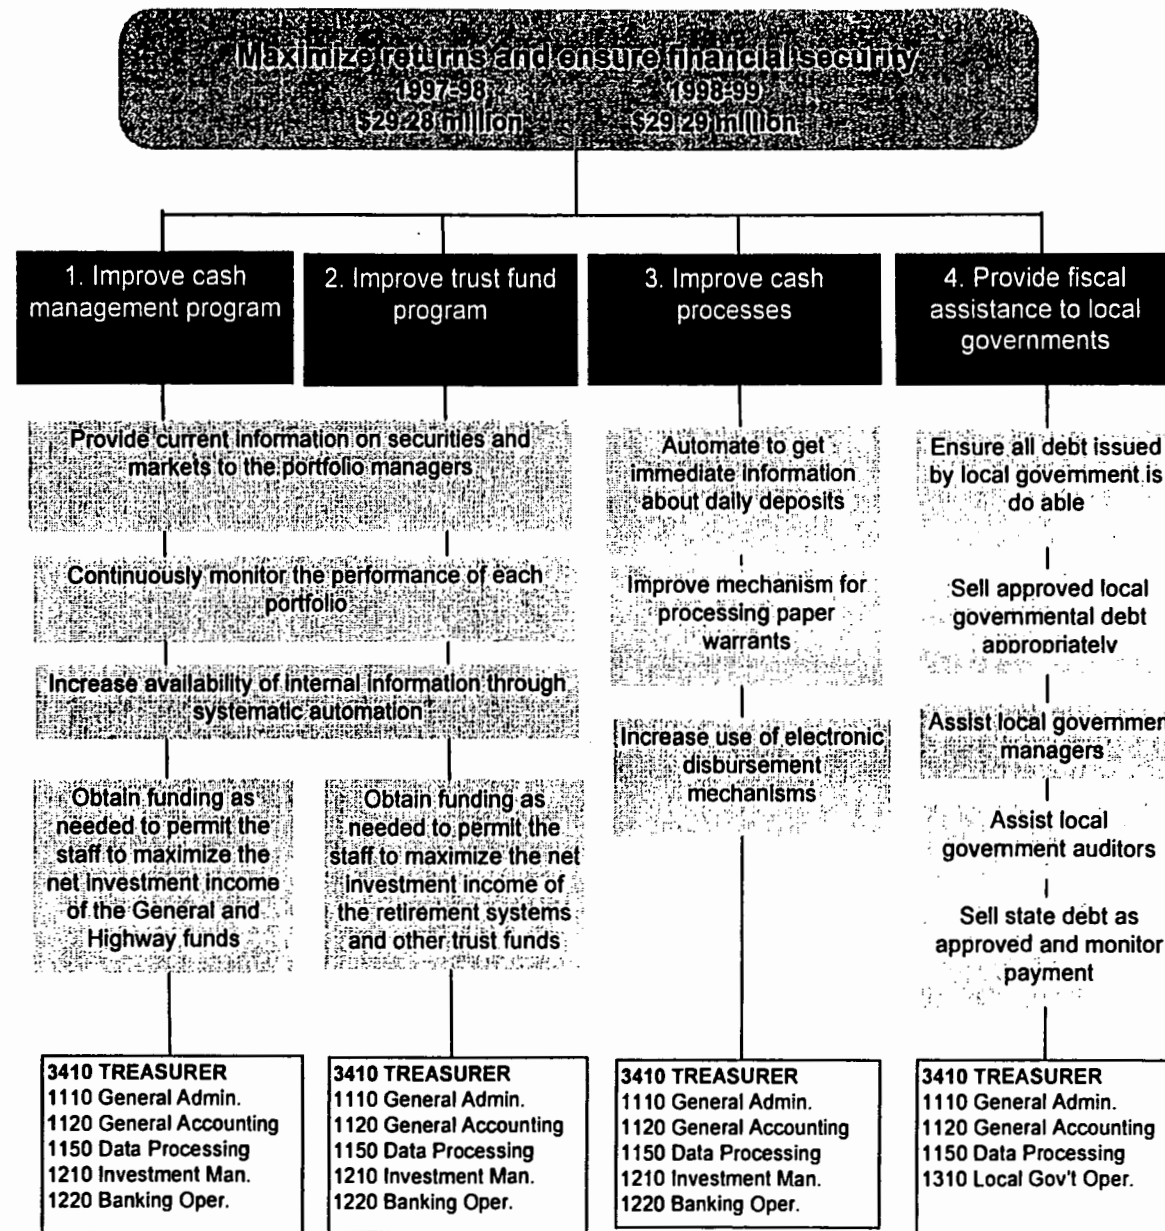 Maximize returns and ensure financial security
1997-98 1998-99
$29.28 million $29.29 million
1. Improve cash
management program
2. Improve trust fund
program
3. Improve cash
processes
4. Provide fiscal
assistance to local
governments
Provide current information on securities and
markets to the portfolio managers
Continuously monitor the performance of each
portfolio
Increase availability of internal information through
systematic automation
Obtain funding as
needed to permit the
staff to maximize the
net investment income
of the General and
Highway funds
Obtain funding as
needed to permit the
staff to maximize the net
investment income of
the retirement systems
and other trust funds
Automate to get
immediate information
about daily deposits
Improve mechanism for
processing paper
warrants
Increase use of electronic
disbursement
mechanisms
Ensure all debt issued
by local government is
do able
Sell approved local
governmental debt
appropriately
Assist local governmen
managers
Assist local
government auditors
Sell state debt as
approved and monitor
payment
3410 TREASURER
1110 General Admin.
1120 General Accounting
1150 Data Processing
1210 Investment Man.
1220 Banking Oper.
3410 TREASURER
1110 General Admin.
1120 General Accounting
1150 Data Processing
1210 Investment Man.
1220 Banking Oper.
3410 TREASURER
1110 General Admin.
1120 General Accounting
1150 Data Processing
1210 Investment Man.
1220 Banking Oper.
3410 TREASURER
1110 General Admin.
1120 General Accounting
1150 Data Processing
1310 Local Gov't Oper.